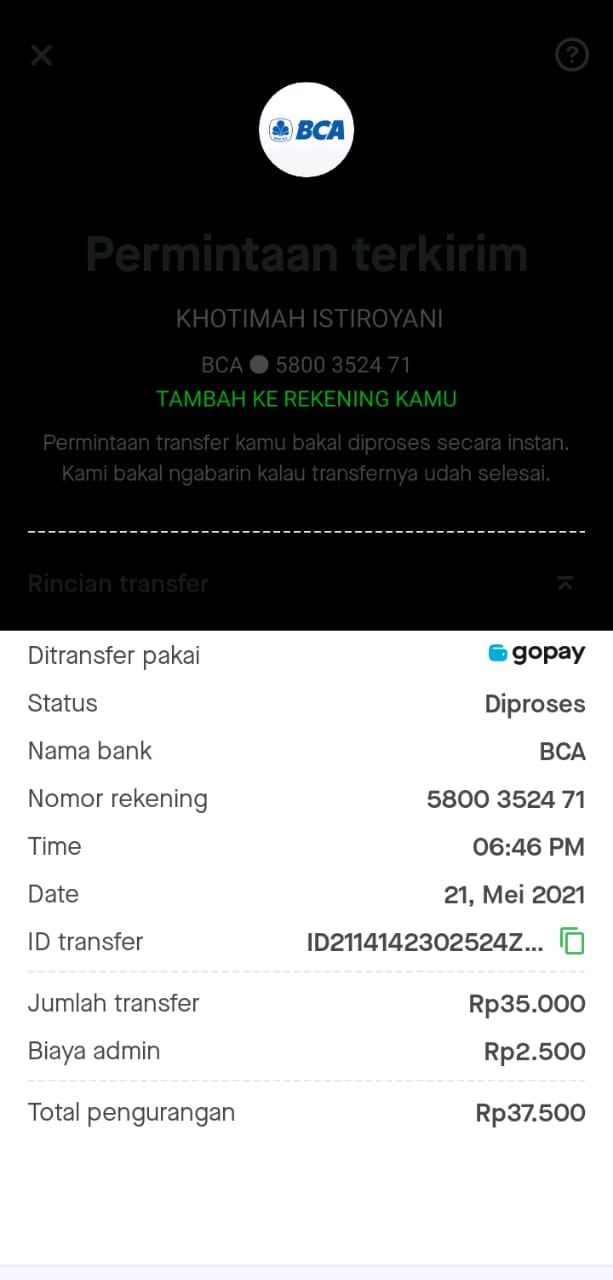 BCA
Permintaan terkirim
KHOTIMAH ISTIROYANI
BCA ● 5800 3524 71
TAMBAH KE REKENING KAMU
Permintaan transfer kamu bakal diproses secara instan.
Kami bakal ngabarin kalau transfernya udah selesai.
Rincian transfer
Ditransfer pakai gopay
Status Diproses
Nama bank BCA
Nomor rekening 5800 3524 71
Time 06:46 PM
Date 21, Mei 2021
ID transfer ID2114142302524Z...
Jumlah transfer Rp35.000
Biaya admin Rp2.500
Total pengurangan Rp37.500